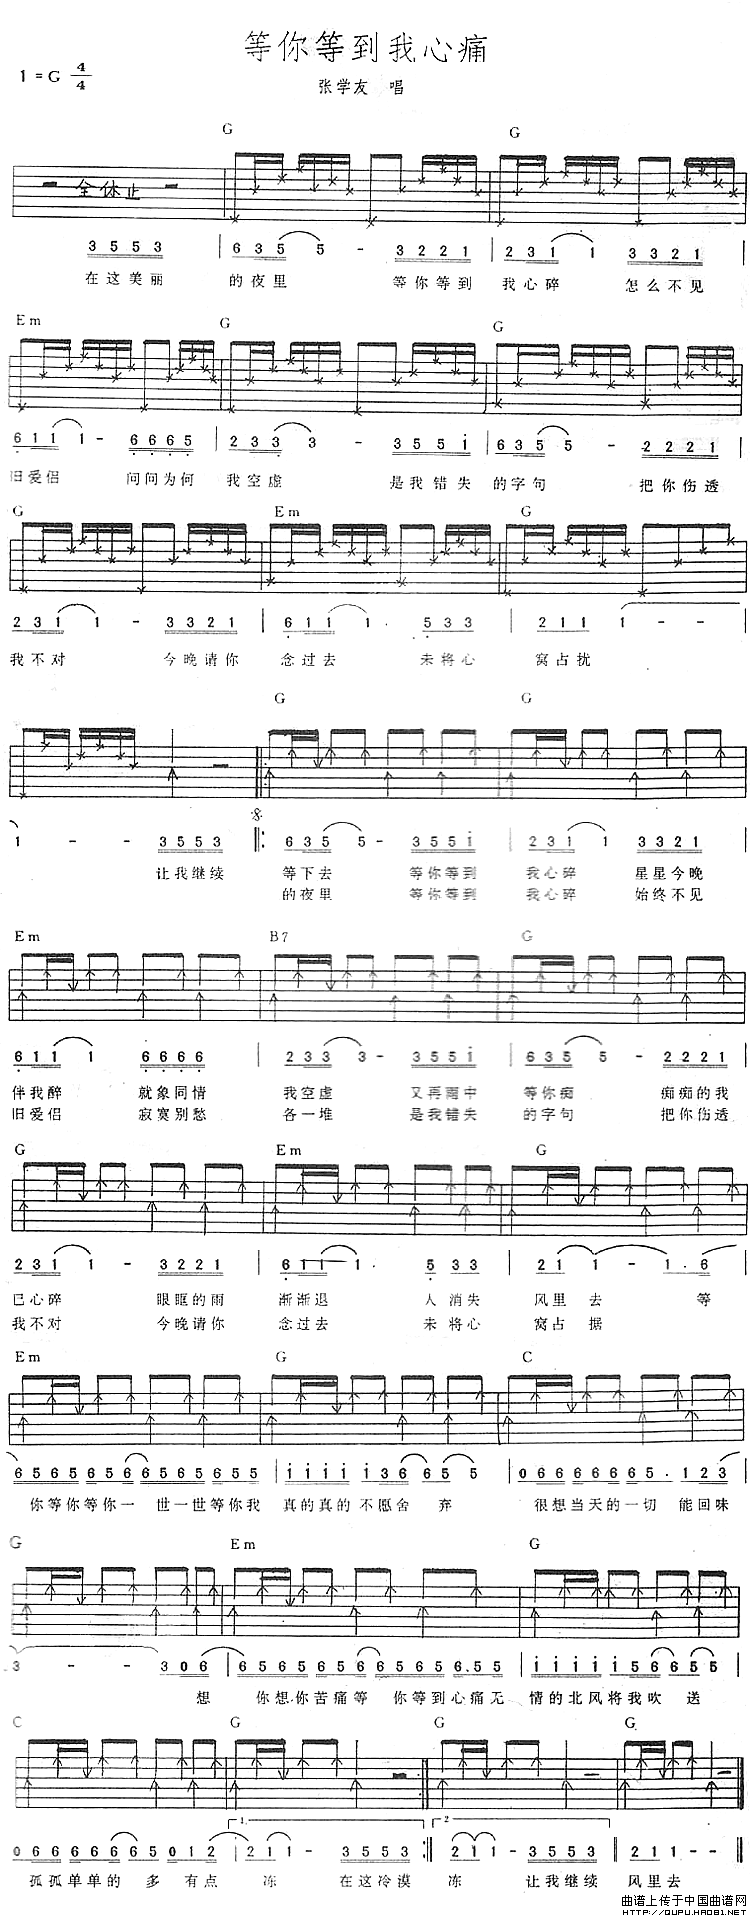 等你等到我心痛
1=G 4/4
张学友 唱
G G
全休止
3 5 5 3 | 6 3 5 5 - 3 2 2 1 | 2 3 1 1 3 3 2 1
在这美丽 的夜里 等你等到 我心碎 怎么不见
Em G G
6 1 1 1 - 6 6 6 5 | 2 3 3 3 - 3 5 5 1 | 6 3 5 5 - 2 2 2 1
旧爱侣 问问为何 我空虚 是我错失 的字句 把你伤透
G Em G
2 3 1 1 - 3 3 2 1 | 6 1 1 1 . 5 3 3 | 2 1 1 1 - -
我不对 今晚请你 念过去 未将心 窝占扰
G G
1 - - 3 5 5 3 |: 6 3 5 5 - 3 5 5 1 | 2 3 1 1 3 3 2 1 |
让我继续 等下去 等你等到 我心碎 星星今晚
的夜里 等你等到 我心碎 始终不见
Em B7 G
6 1 1 1 6 6 6 6 | 2 3 3 3 - 3 5 5 1 | 6 3 5 5 - 2 2 2 1
伴我醉 就象同情 我空虚 又再雨中 等你痴 痴痴的我
旧爱侣 寂寞别愁 各一堆 是我错失 的字句 把你伤透
G Em G
2 3 1 1 - 3 2 2 1 | 6 1 1 1 . 5 3 3 | 2 1 1 - 1 . 6 |
已心碎 眼眶的雨 渐渐退 人消失 风里去 等
我不对 今晚请你 念过去 未将心 窝占据
Em G C
6 5 6 5 6 5 6 6 5 6 5 6 5 5 | 1 1 1 1 1 3 6 6 5 5 | 0 6 6 6 6 6 6 5 . 1 2 3
你等你等你一 世一世等你我 真的真的不愿舍 弃 很想当天的一切 能回味
G Em G
3 - - 3 0 6 | 6 5 6 5 6 5 6 6 5 6 5 6 . 5 5 | 1 1 1 1 1 5 6 6 5 5
想 你想你苦痛等 你等到心痛无 情的北风将我吹 送
C G G G
0 6 6 6 6 6 5 0 1 2 | 2 1 1 - 3 5 5 3 :| 2 1 1 - 3 5 5 3 || 2 1 1 - - ||
孤孤单单的 多 有点 冻 在这冷漠 冻 让我继续 风里去
曲谱上传于中国曲谱网
HTTP://QUPU.HAO81.NET